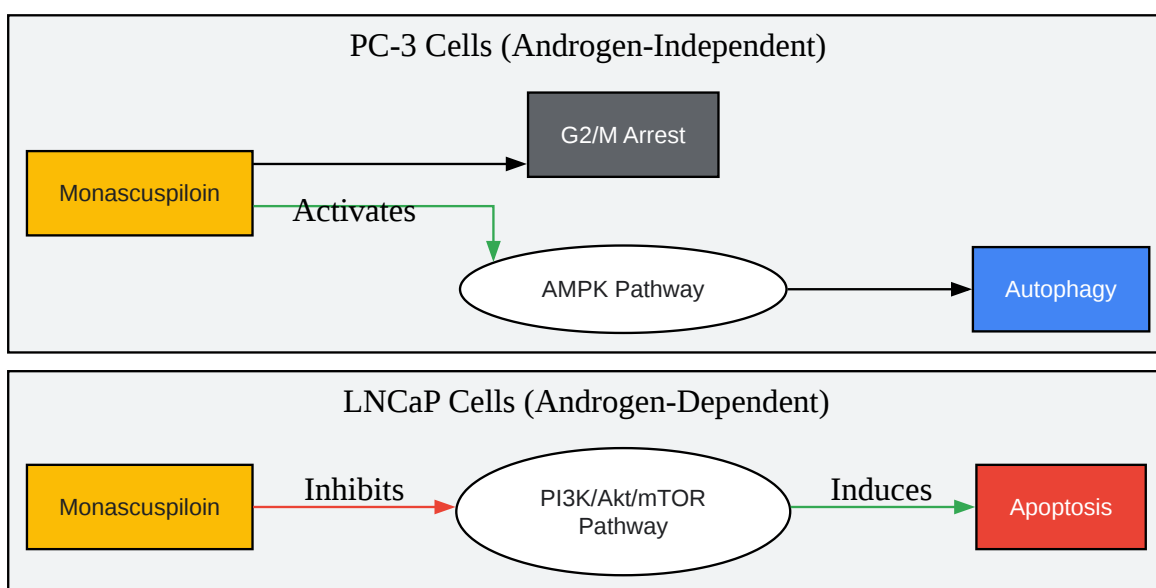 PC-3 Cells (Androgen-Independent)
G2/M Arrest
Monascuspiloin
Activates
AMPK Pathway
Autophagy
LNCaP Cells (Androgen-Dependent)
Monascuspiloin
Inhibits
PI3K/Akt/mTOR
Pathway
Induces
Apoptosis